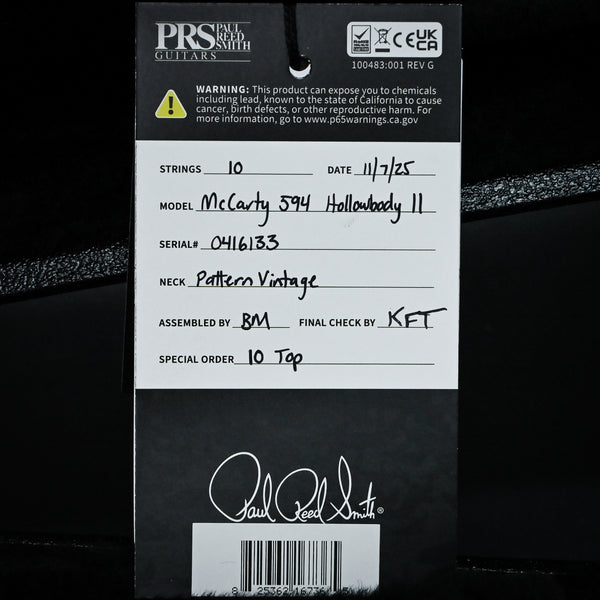 PRS PAUL REED SMITH
GUITARS
CE UK CA
100483:001 REV G
WARNING: This product can expose you to chemicals
including lead, known to the state of California to cause
cancer, birth defects, or other reproductive harm. For
more information, go to www.p65warnings.ca.gov
STRINGS 10 DATE 11/7/25
MODEL McCarty 594 Hollowbody II
SERIAL# 0416133
NECK Pattern Vintage
ASSEMBLED BY BM FINAL CHECK BY KFT
SPECIAL ORDER 10 Top
Paul Reed Smith®